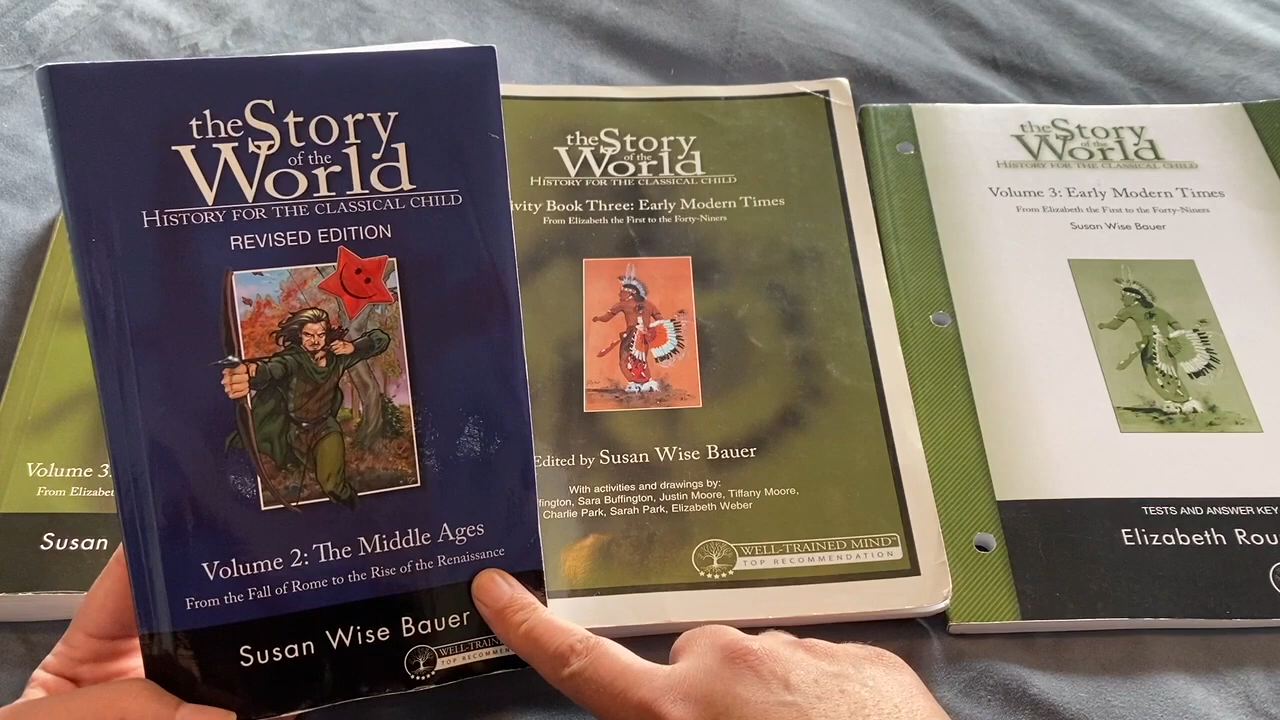 the Story
of the
World
HISTORY FOR THE CLASSICAL CHILD
REVISED EDITION
Volume 2: The Middle Ages
From the Fall of Rome to the Rise of the Renaissance
Susan Wise Bauer
TOP
Volume 3:
From
Susan
the Story
of the
World
HISTORY FOR THE CLASSICAL CHILD
Book Three: Early Modern Times
From Elizabeth the First to the Forty-Niners
Edited by Susan Wise Bauer
With activities and drawings by:
Sara Buffington, Justin Moore, Tiffany Moore,
Charlie Park, Sarah Park, Elizabeth Weber
WELL-TRAINED MIND™
TOP RECOMMENDATION
the Story
of the
World
HISTORY FOR THE CLASSICAL CHILD
Volume 3: Early Modern Times
From Elizabeth the First to the Forty-Niners
Susan Wise Bauer
TESTS AND ANSWER KEY
Elizabeth